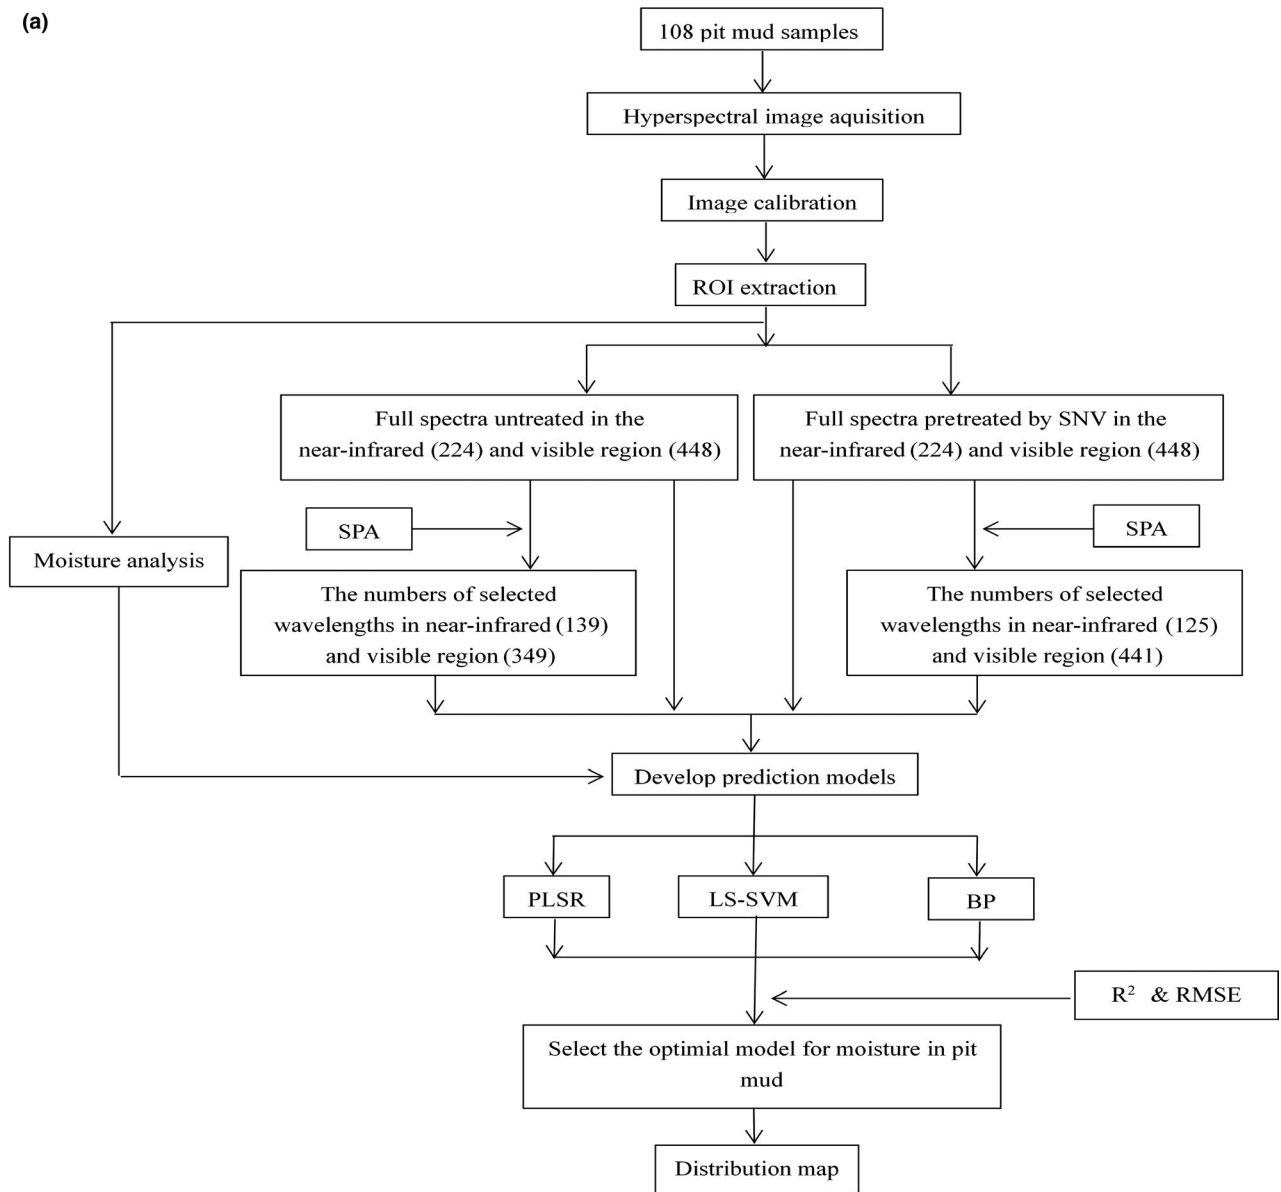 (a)
108 pit mud samples
Hyperspectral image aquisition
Image calibration
ROI extraction
Full spectra untreated in the
near-infrared (224) and visible region (448)
Full spectra pretreated by SNV in the
near-infrared (224) and visible region (448)
SPA
SPA
Moisture analysis
The numbers of selected
wavelengths in near-infrared (139)
and visible region (349)
The numbers of selected
wavelengths in near-infrared (125)
and visible region (441)
Develop prediction models
PLSR
LS-SVM
BP
R² & RMSE
Select the optimial model for moisture in pit
mud
Distribution map